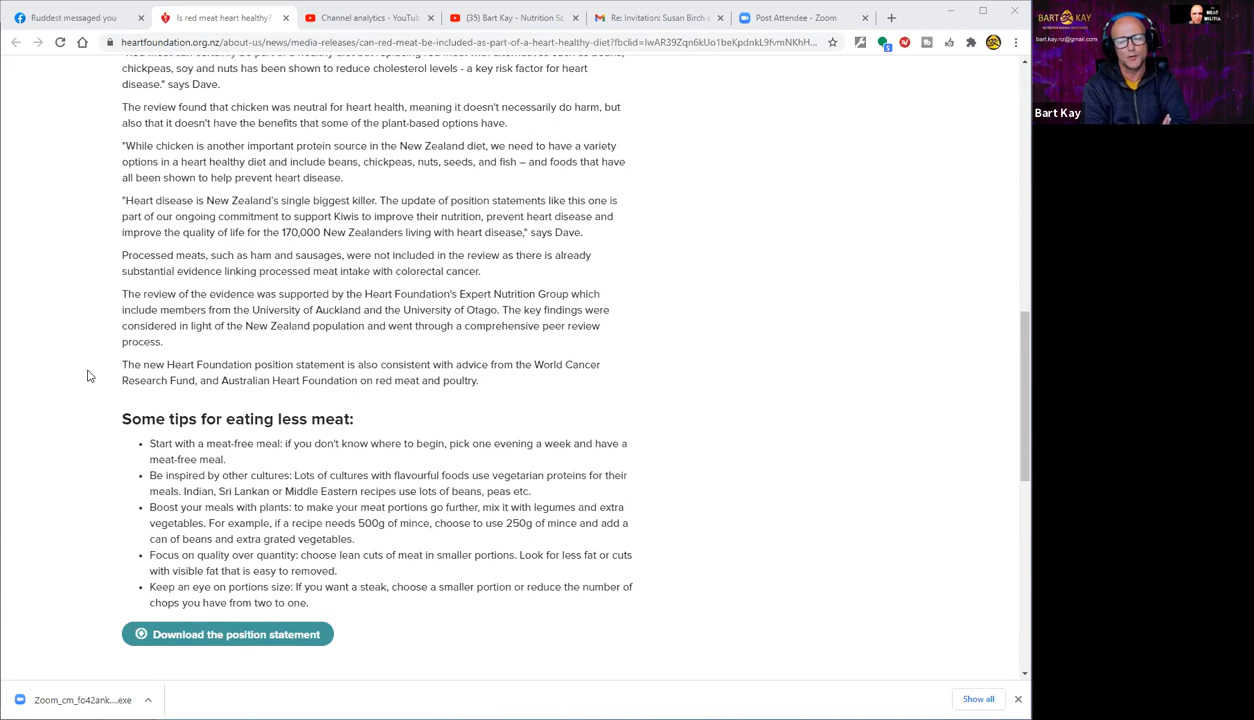 Ruddest messaged you
Is red meat heart healthy?
Channel analytics - YouTub
(35) Bart Kay - Nutrition Sc
Re: Invitation: Susan Birch e
Post Attendee - Zoom
heartfoundation.org.nz/about-us/news/media-releases/can-red-meat-be-included-as-part-of-a-heart-healthy-diet?fbclid=IwAR39Zqn6kUo1beKpdnkL9fvmNKhH...
chickpeas, soy and nuts has been shown to reduce cholesterol levels - a key risk factor for heart
disease." says Dave.
The review found that chicken was neutral for heart health, meaning it doesn't necessarily do harm, but
also that it doesn't have the benefits that some of the plant-based options have.
"While chicken is another important protein source in the New Zealand diet, we need to have a variety
options in a heart healthy diet and include beans, chickpeas, nuts, seeds, and fish – and foods that have
all been shown to help prevent heart disease.
"Heart disease is New Zealand's single biggest killer. The update of position statements like this one is
part of our ongoing commitment to support Kiwis to improve their nutrition, prevent heart disease and
improve the quality of life for the 170,000 New Zealanders living with heart disease," says Dave.
Processed meats, such as ham and sausages, were not included in the review as there is already
substantial evidence linking processed meat intake with colorectal cancer.
The review of the evidence was supported by the Heart Foundation's Expert Nutrition Group which
include members from the University of Auckland and the University of Otago. The key findings were
considered in light of the New Zealand population and went through a comprehensive peer review
process.
The new Heart Foundation position statement is also consistent with advice from the World Cancer
Research Fund, and Australian Heart Foundation on red meat and poultry.
Some tips for eating less meat:
• Start with a meat-free meal: if you don't know where to begin, pick one evening a week and have a
meat-free meal.
• Be inspired by other cultures: Lots of cultures with flavourful foods use vegetarian proteins for their
meals. Indian, Sri Lankan or Middle Eastern recipes use lots of beans, peas etc.
• Boost your meals with plants: to make your meat portions go further, mix it with legumes and extra
vegetables. For example, if a recipe needs 500g of mince, choose to use 250g of mince and add a
can of beans and extra grated vegetables.
• Focus on quality over quantity: choose lean cuts of meat in smaller portions. Look for less fat or cuts
with visible fat that is easy to removed.
• Keep an eye on portions size: If you want a steak, choose a smaller portion or reduce the number of
chops you have from two to one.
Download the position statement
Zoom_cm_fo42ank....exe
Show all
BART KAY
bart.kay.nz@gmail.com
MEAT
MILITIA
Bart Kay